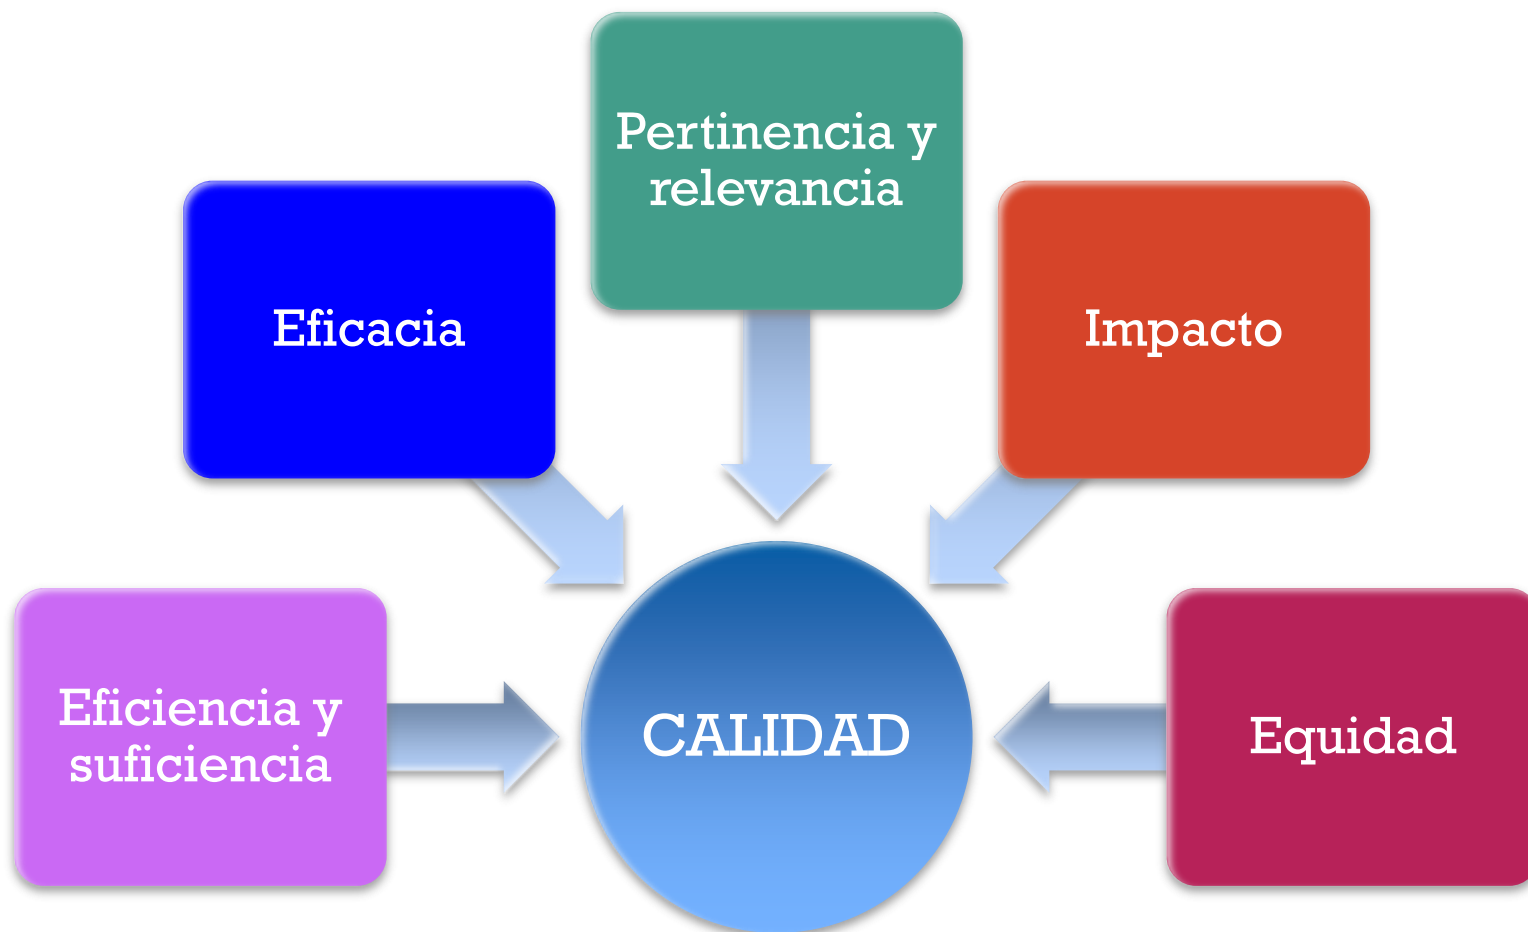 Pertinencia y
relevancia
Eficacia
Impacto
Eficiencia y
suficiencia
CALIDAD
Equidad